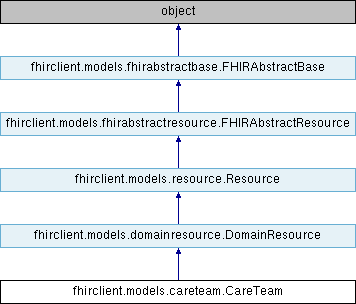 object
fhirclient.models.fhirabstractbase.FHIRAbstractBase
fhirclient.models.fhirabstractresource.FHIRAbstractResource
fhirclient.models.resource.Resource
fhirclient.models.domainresource.DomainResource
fhirclient.models.careteam.CareTeam